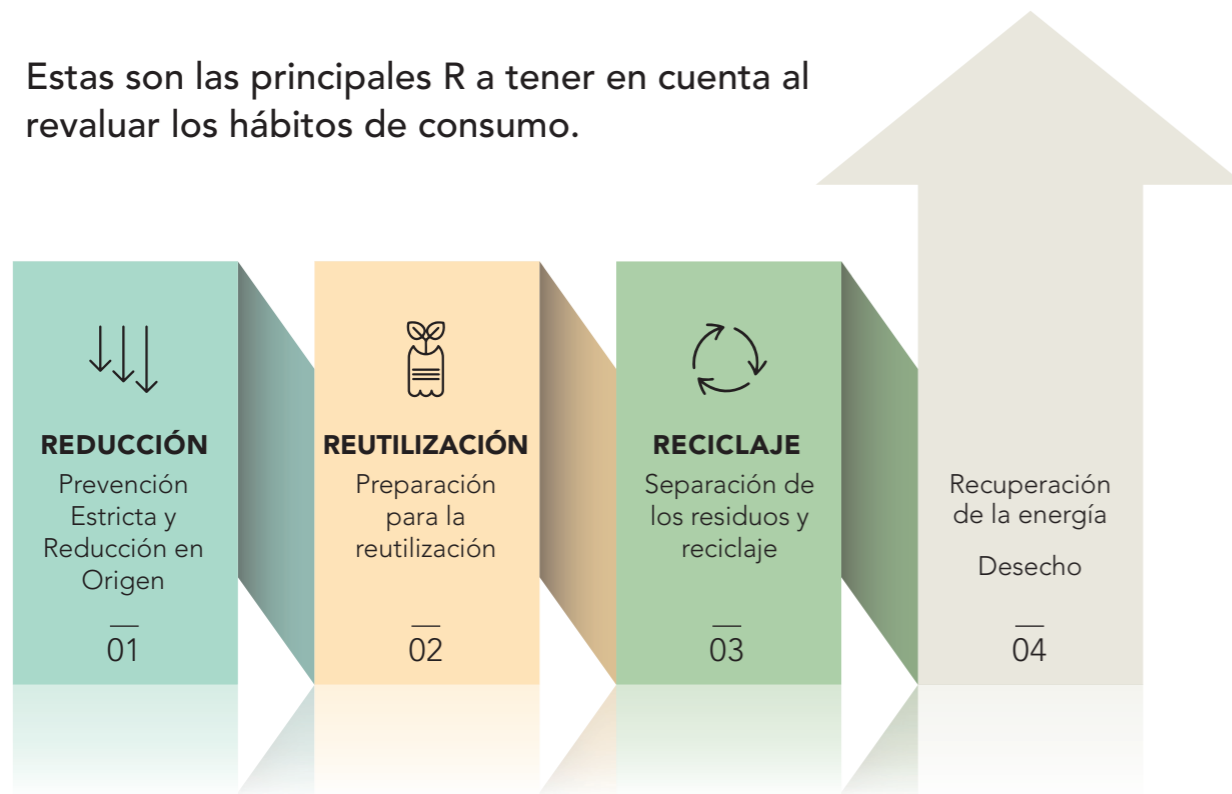 Estas son las principales R a tener en cuenta al
revaluar los hábitos de consumo.
REDUCCIÓN
Prevención
Estricta y
Reducción en
Origen
01
REUTILIZACIÓN
Preparación
para la
reutilización
02
RECICLAJE
Separación de
los residuos y
reciclaje
03
Recuperación
de la energía
Desecho
04